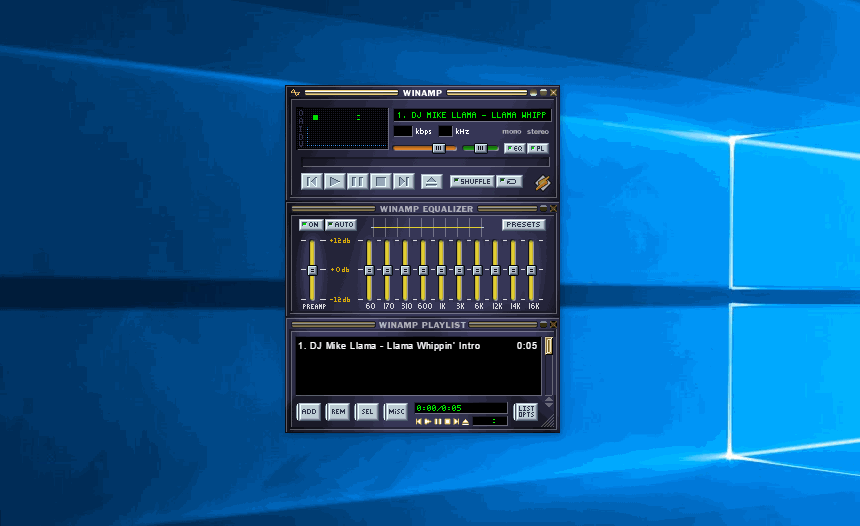 WINAMP
O
A
I
D
V
1. DJ MIKE LLAMA - LLAMA WHIPP
kbps kHz mono stereo
EQ PL
SHUFFLE
WINAMP EQUALIZER
ON AUTO PRESETS
+12 db
+0 db
-12 db
PREAMP 60 170 310 600 1K 3K 6K 12K 14K 16K
WINAMP PLAYLIST
1. DJ Mike Llama - Llama Whippin' Intro 0:05
ADD REM SEL MISC 0:00/0:05 LIST OPTS
: